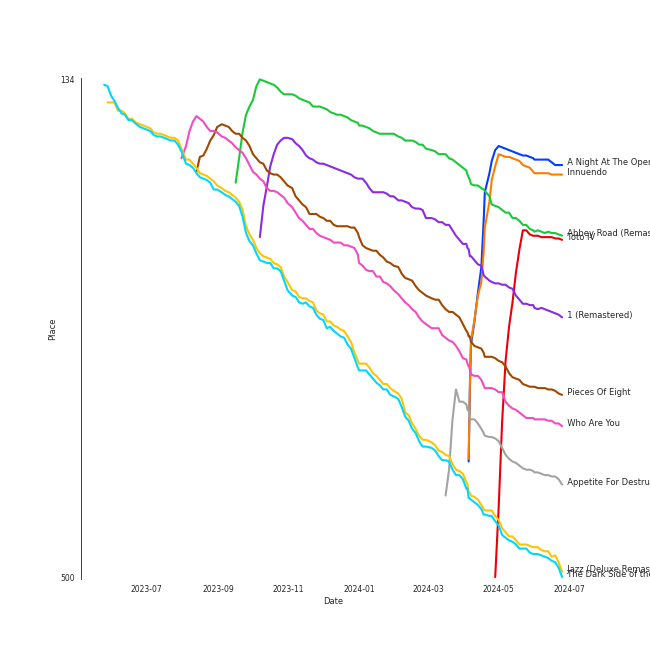 134
A Night At The Oper
Innuendo
Abbey Road (Remas
Toto IV
Place
1 (Remastered)
Pieces Of Eight
Who Are You
Appetite For Destru
Jazz (Deluxe Remas
The Dark Side of the
500
2023-07
2023-09
2023-11
2024-01
2024-03
2024-05
2024-07
Date